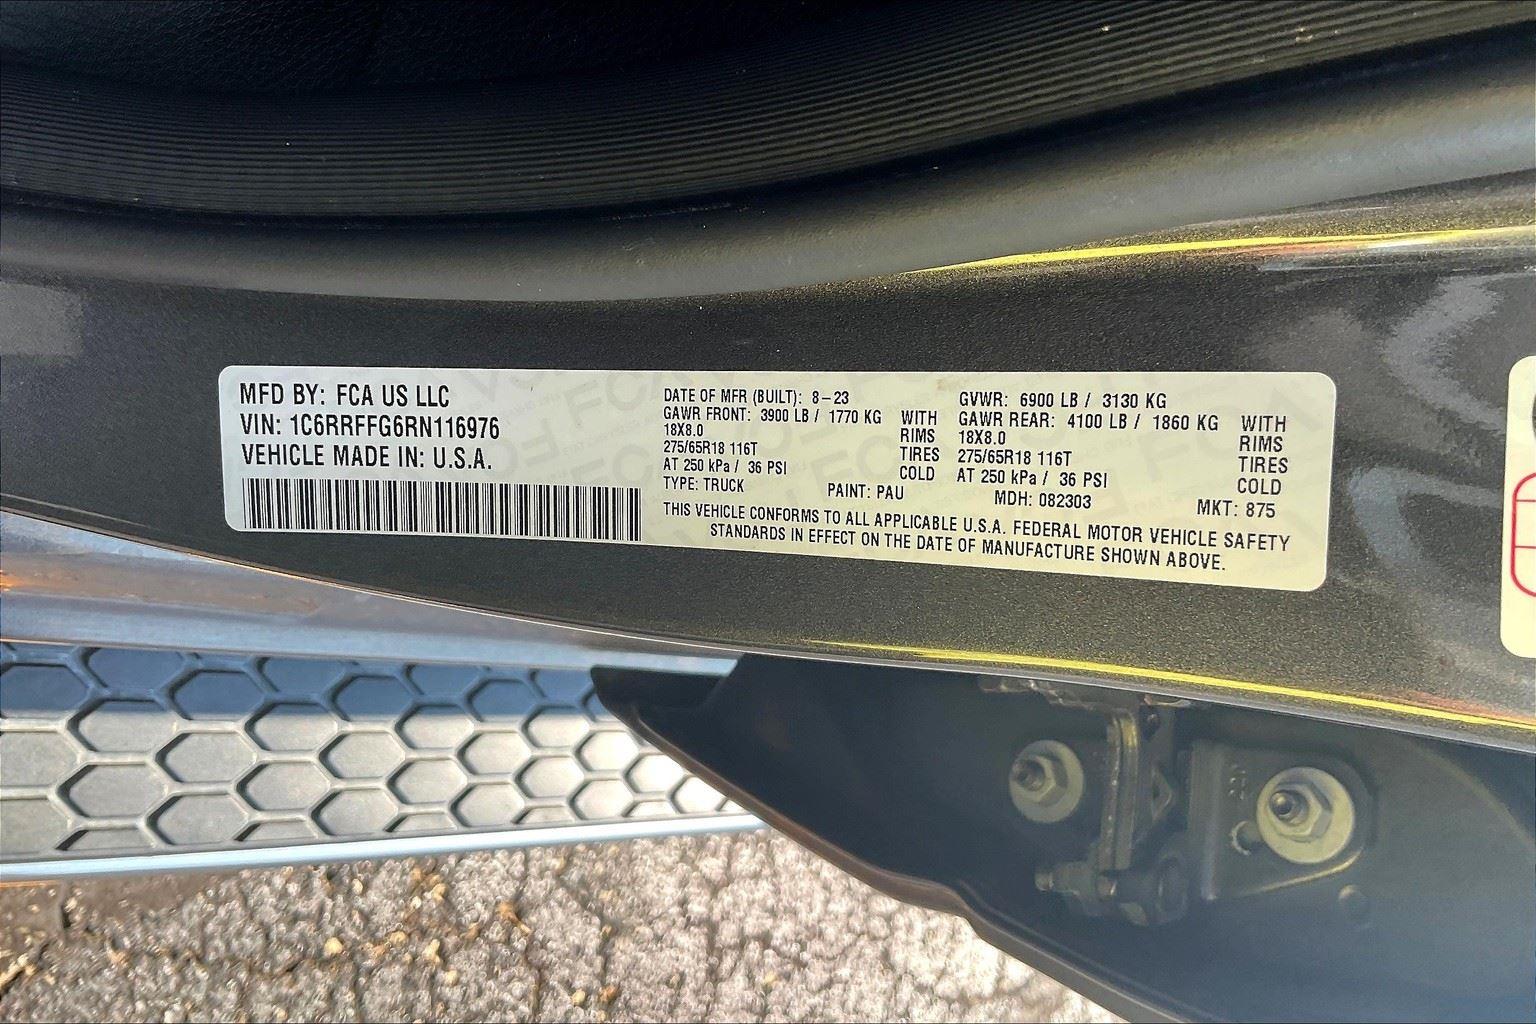 MFD BY: FCA US LLC
VIN: 1C6RRFFG6RN116976
VEHICLE MADE IN: U.S.A.
DATE OF MFR (BUILT): 8-23
GAWR FRONT: 3900 LB / 1770 KG WITH
18X8.0 RIMS
275/65R18 116T TIRES
AT 250 kPa / 36 PSI COLD
GVWR: 6900 LB / 3130 KG
GAWR REAR: 4100 LB / 1860 KG WITH
18X8.0 RIMS
275/65R18 116T TIRES
AT 250 kPa / 36 PSI COLD
TYPE: TRUCK PAINT: PAU MDH: 082303 MKT: 875
THIS VEHICLE CONFORMS TO ALL APPLICABLE U.S.A. FEDERAL MOTOR VEHICLE SAFETY
STANDARDS IN EFFECT ON THE DATE OF MANUFACTURE SHOWN ABOVE.